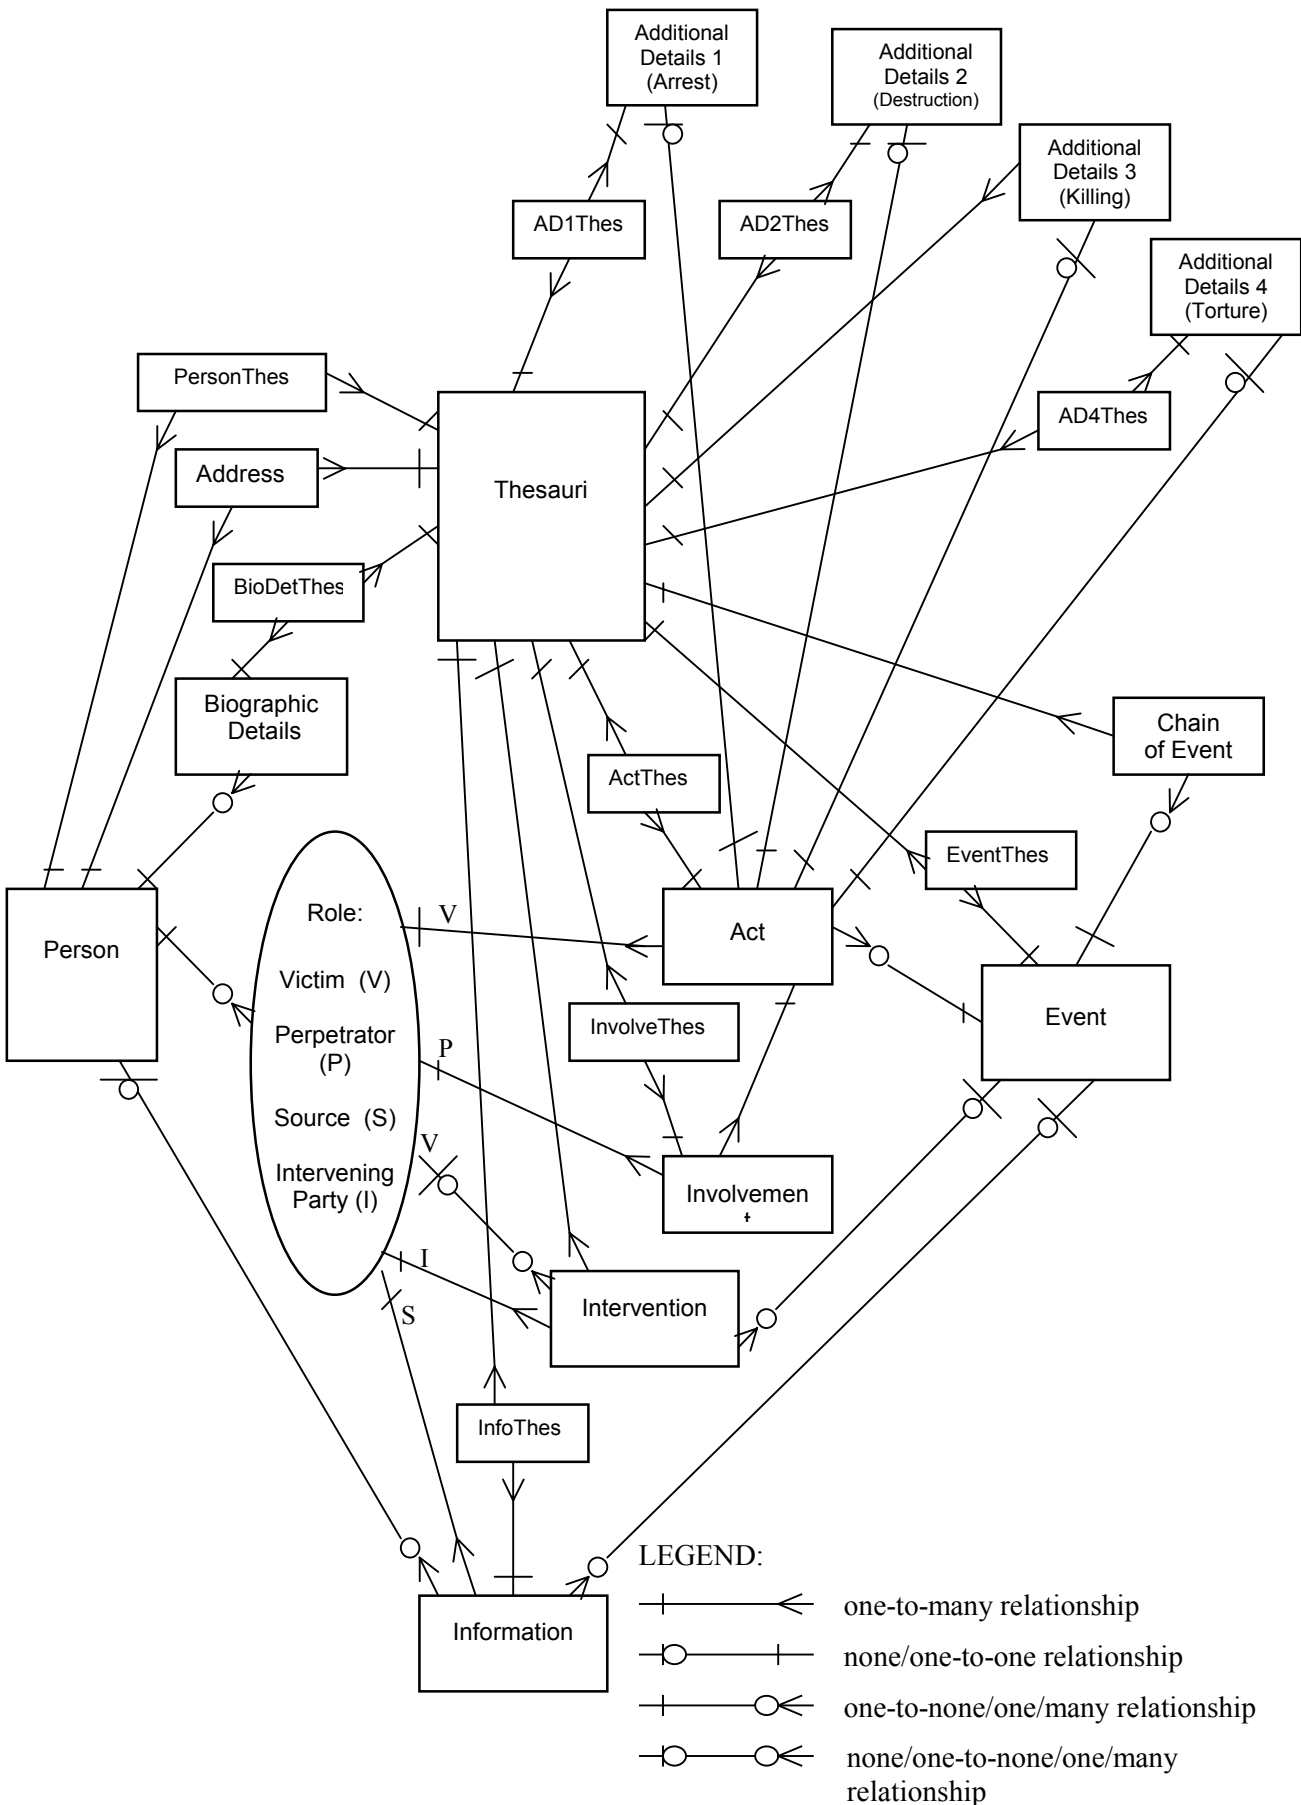 Additional
Details 1
(Arrest)
Additional
Details 2
(Destruction)
Additional
Details 3
(Killing)
Additional
Details 4
(Torture)
AD1Thes
AD2Thes
AD4Thes
PersonThes
Address
BioDetThes
Thesauri
Biographic
Details
Chain
of Event
ActThes
EventThes
Person
Role:
Victim (V)
Perpetrator
(P)
Source (S)
Intervening
Party (I)
V
P
V
I
S
Act
Event
InvolveThes
Involvemen
t
Intervention
InfoThes
Information
LEGEND:
one-to-many relationship
none/one-to-one relationship
one-to-none/one/many relationship
none/one-to-none/one/many
relationship